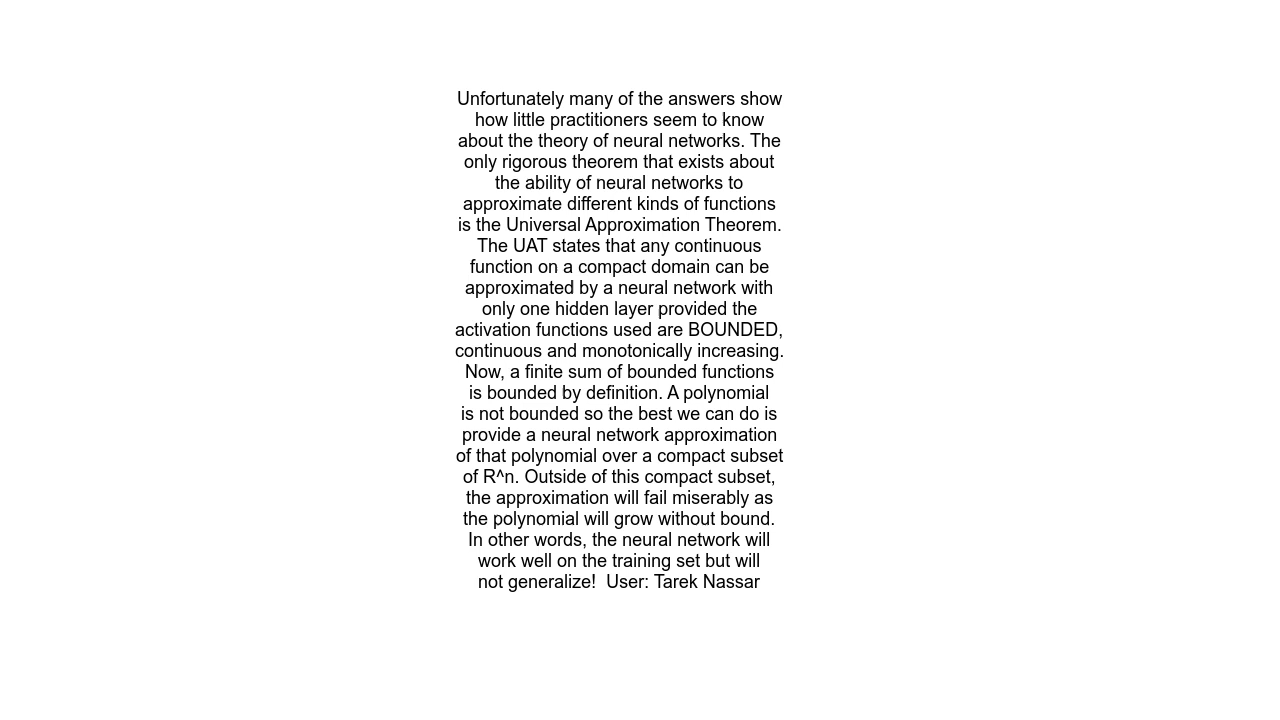 Unfortunately many of the answers show
how little practitioners seem to know
about the theory of neural networks. The
only rigorous theorem that exists about
the ability of neural networks to
approximate different kinds of functions
is the Universal Approximation Theorem.
The UAT states that any continuous
function on a compact domain can be
approximated by a neural network with
only one hidden layer provided the
activation functions used are BOUNDED,
continuous and monotonically increasing.
Now, a finite sum of bounded functions
is bounded by definition. A polynomial
is not bounded so the best we can do is
provide a neural network approximation
of that polynomial over a compact subset
of R^n. Outside of this compact subset,
the approximation will fail miserably as
the polynomial will grow without bound.
In other words, the neural network will
work well on the training set but will
not generalize!  User: Tarek Nassar